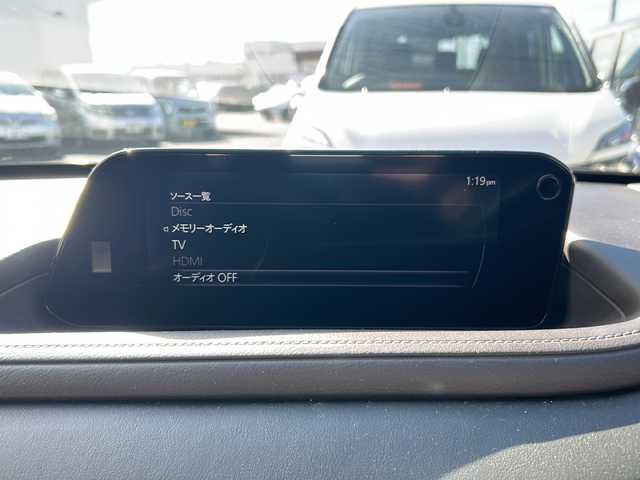 1:19pm
ソース一覧
Disc
メモリーオーディオ
TV
HDMI
オーディオ OFF